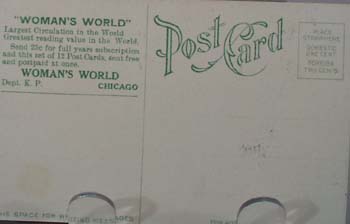 "WOMAN'S WORLD"
Largest Circulation in the World
Greatest reading value in the World.
Send 25c for full years subscription
and this set of 12 Post Cards, sent free
and postpaid at once.
WOMAN'S WORLD
Dept. K. P. CHICAGO
Post Card
PLACE
STAMP HERE
DOMESTIC
ONE CENT
FOREIGN
TWO CENTS
SPACE FOR